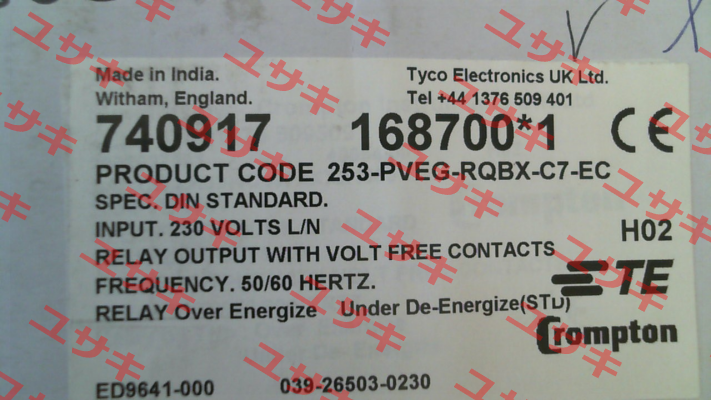 Made in India. Tyco Electronics UK Ltd.
Witham, England. Tel +44 1376 509 401
740917 168700*1 CE
PRODUCT CODE 253-PVEG-RQBX-C7-EC
SPEC. DIN STANDARD.
INPUT. 230 VOLTS L/N
H02
RELAY OUTPUT WITH VOLT FREE CONTACTS
FREQUENCY. 50/60 HERTZ.
TE
RELAY Over Energize Under De-Energize(STD)
Crompton
ED9641-000 039-26503-0230
ユサキ